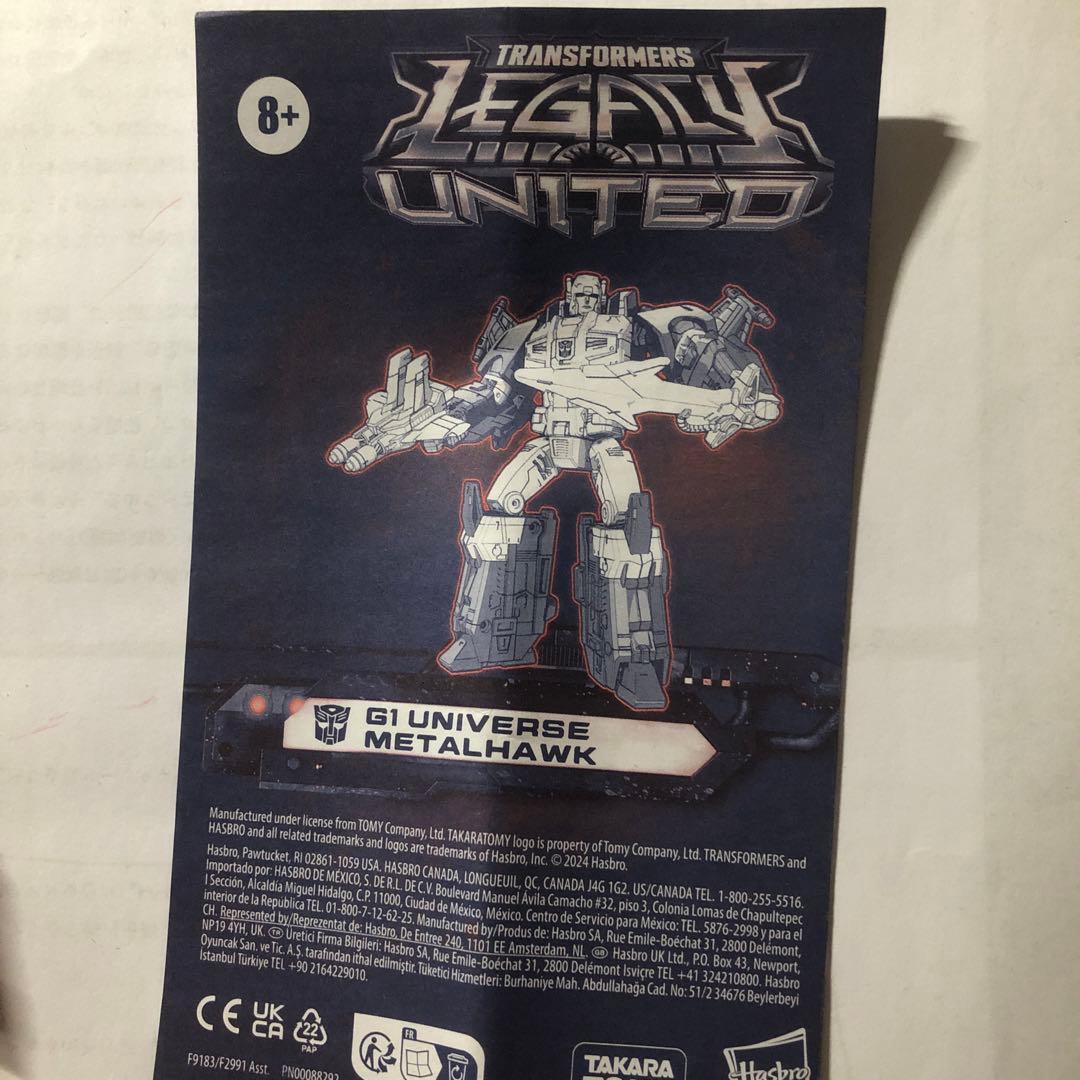 TRANSFORMERS
LEGACY
UNITED
8+
G1 UNIVERSE
METALHAWK
Manufactured under license from TOMY Company, Ltd. TAKARATOMY logo is property of Tomy Company, Ltd. TRANSFORMERS and
HASBRO and all related trademarks and logos are trademarks of Hasbro, Inc. © 2024 Hasbro.
Hasbro, Pawtucket, RI 02861-1059 USA. HASBRO CANADA, LONGUEUIL, QC, CANADA J4G 1G2. US/CANADA TEL. 1-800-255-5516.
Importado por: HASBRO DE MÉXICO, S. DE R.L. DE C.V. Boulevard Manuel Ávila Camacho #32, piso 3, Colonia Lomas de Chapultepec
I Sección, Alcaldía Miguel Hidalgo, C.P. 11000, Ciudad de México, México. Centro de Servicio para México: TEL. 5876-2998 y para el
interior de la Republica TEL. 01-800-7-12-62-25. Manufactured by/Produs de: Hasbro SA, Rue Emile-Boéchat 31, 2800 Delémont,
CH. Represented by/Reprezentat de: Hasbro, De Entree 240, 1101 EE Amsterdam, NL. GB Hasbro UK Ltd., P.O. Box 43, Newport,
NP19 4YH, UK. TR Üretici Firma Bilgileri: Hasbro SA, Rue Emile-Boéchat 31, 2800 Delémont İsviçre TEL +41 324210800. Hasbro
Oyuncak San. ve Tic. A.Ş. tarafından ithal edilmiştir. Tüketici Hizmetleri: Burhaniye Mah. Abdullahağa Cad. No: 51/2 34676 Beylerbeyi
İstanbul Türkiye TEL +90 2164229010.
CE UK
CA 22
PAP
FR
F9183/F2991 Asst. PN00088292
TAKARA
TOMY
Hasbro